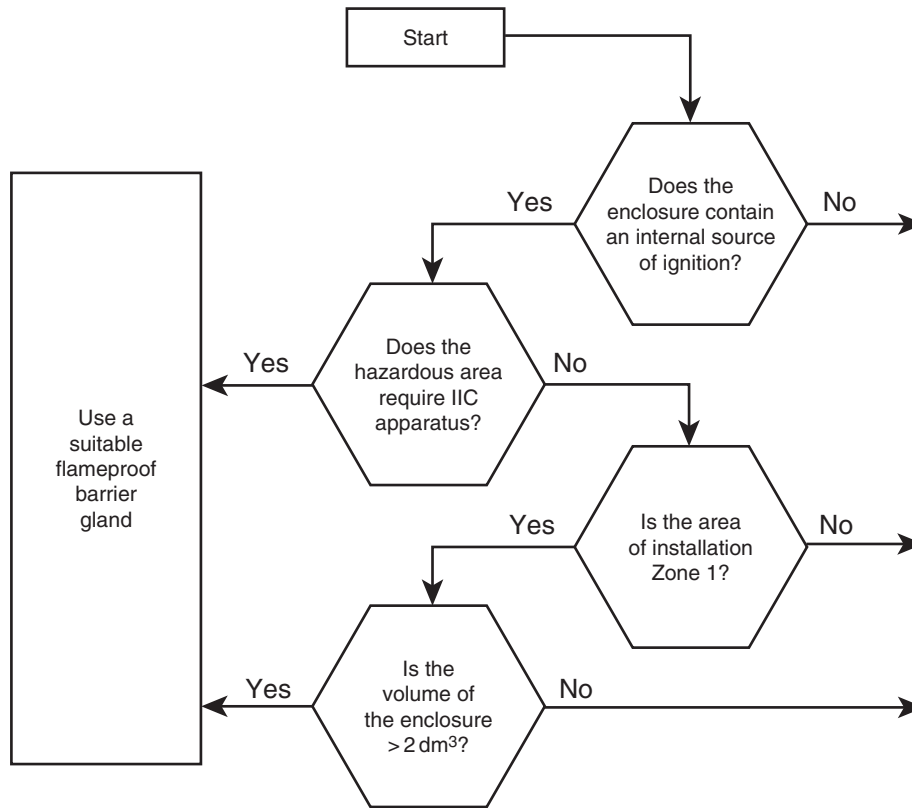 Start
Does the
enclosure contain
an internal source
of ignition?
Yes
No
Does the
hazardous area
require IIC
apparatus?
Yes
No
Use a
suitable
flameproof
barrier
gland
Is the area
of installation
Zone 1?
Yes
No
Is the
volume of
the enclosure
> 2 dm³?
Yes
No